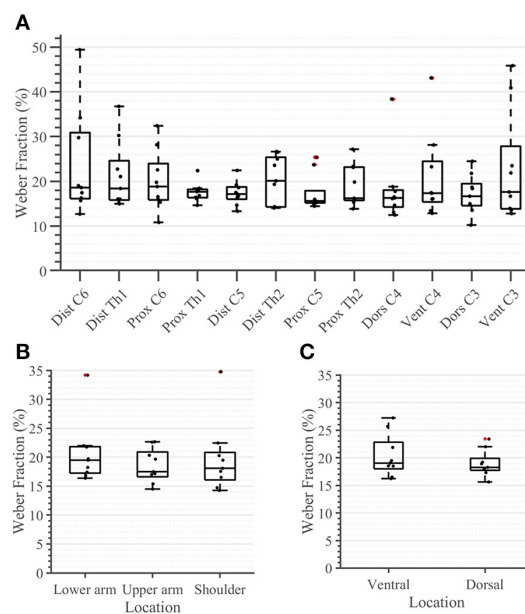 A
Weber Fraction (%)
50
40
30
20
10
0
Dist C6
Dist Th1
Prox C6
Prox Th1
Dist C5
Dist Th2
Prox C5
Prox Th2
Dors C4
Vent C4
Dors C3
Vent C3
B
Weber Fraction (%)
35
30
25
20
15
10
5
0
Lower arm Upper arm Shoulder
Location
C
Weber Fraction (%)
35
30
25
20
15
10
5
0
Ventral Dorsal
Location